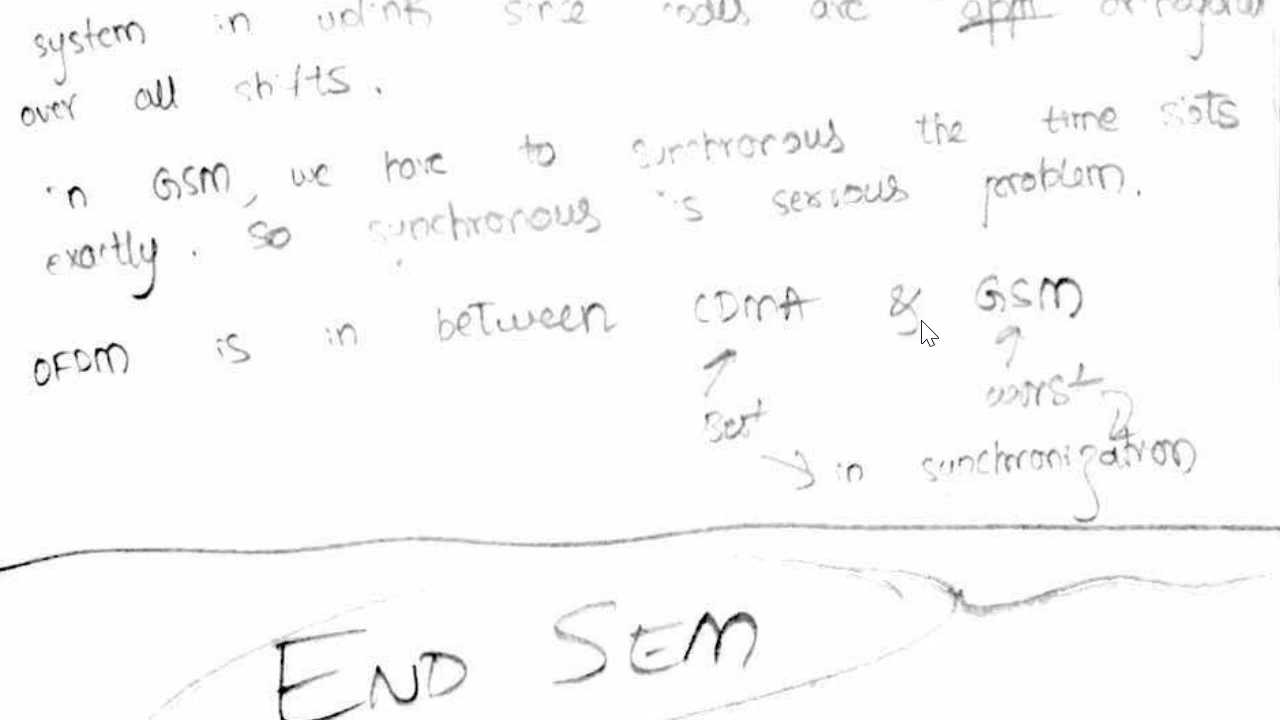 system in uplink since codes are appr orthogonal
over all shifts.
in GSM, we have to synchronous the time slots
exactly. so synchronous is serious problem.
OFDM is in between CDMA & GSM
Best worst
in synchronization
END SEM